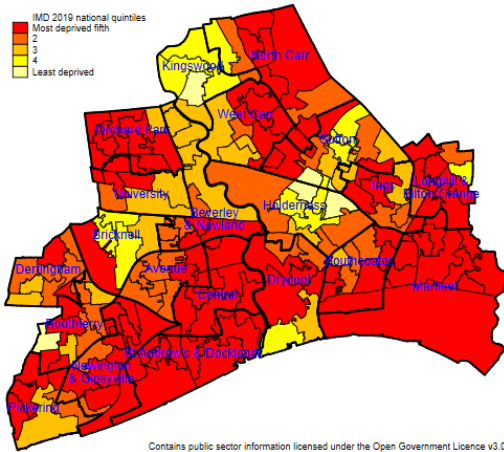 IMD 2019 national quintiles
Most deprived fifth
2
3
4
Least deprived
North Carr
Kingswood
West Carr
Orchard Park
Sutton
Ings
Longhill &
Bilton Grange
University
Holderness
Beverley
& Newland
Bricknell
Avenue
Southcoates
Derringham
Drypool
Central
Marfleet
Boothferry
St Andrew's & Docklands
Newington
& Gipsyville
Pickering
Contains public sector information licensed under the Open Government Licence v3.0